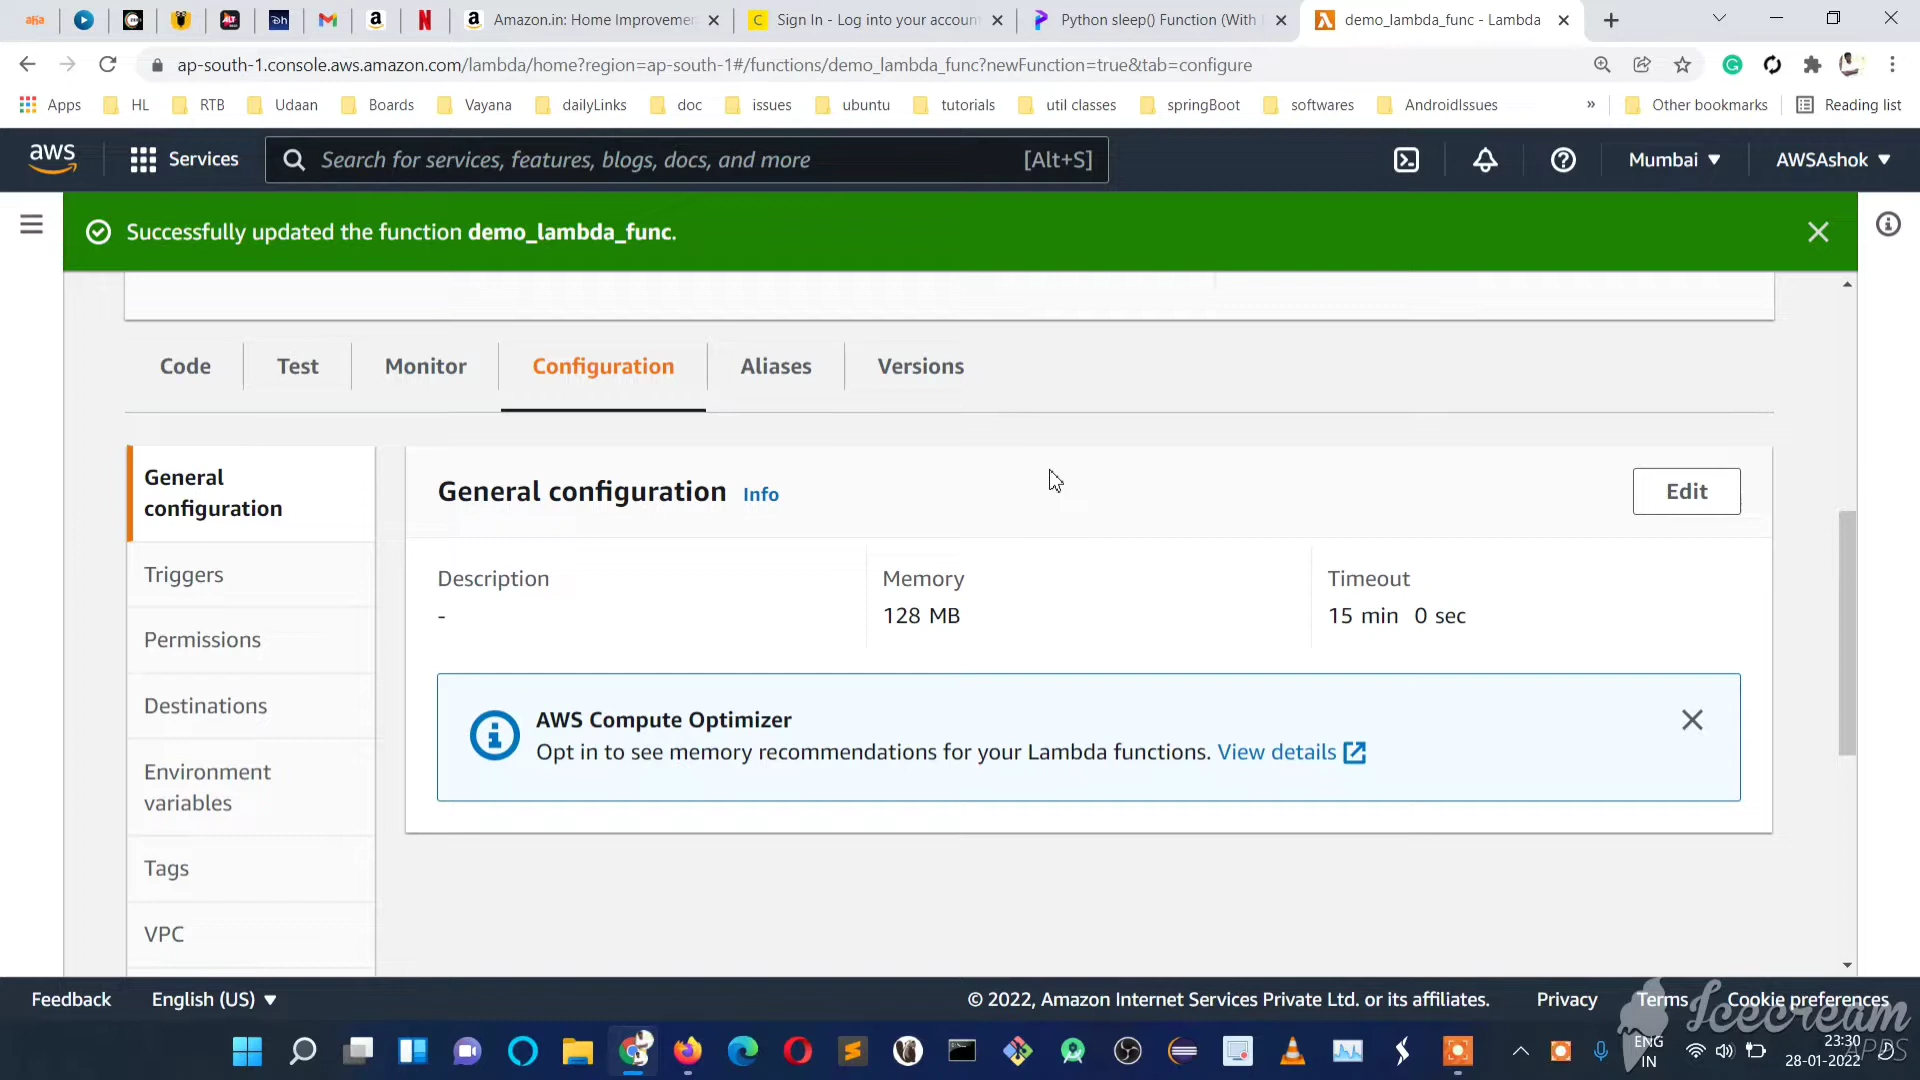 Amazon.in: Home Improvemen
Sign In - Log into your accoun
Python sleep() Function (With
demo_lambda_func - Lambda
ap-south-1.console.aws.amazon.com/lambda/home?region=ap-south-1#/functions/demo_lambda_func?newFunction=true&tab=configure
Apps HL RTB Udaan Boards Vayana dailyLinks doc issues ubuntu tutorials util classes springBoot softwares AndroidIssues » Other bookmarks Reading list
aws Services Search for services, features, blogs, docs, and more [Alt+S] Mumbai AWSAshok
Successfully updated the function demo_lambda_func.
Code Test Monitor Configuration Aliases Versions
General
configuration
Triggers
Permissions
Destinations
Environment
variables
Tags
VPC
General configuration Info Edit
Description Memory Timeout
- 128 MB 15 min 0 sec
AWS Compute Optimizer
Opt in to see memory recommendations for your Lambda functions. View details
Feedback English (US) © 2022, Amazon Internet Services Private Ltd. or its affiliates. Privacy Terms Cookie preferences
Icecream
APPS
ENG
IN
23:30
28-01-2022